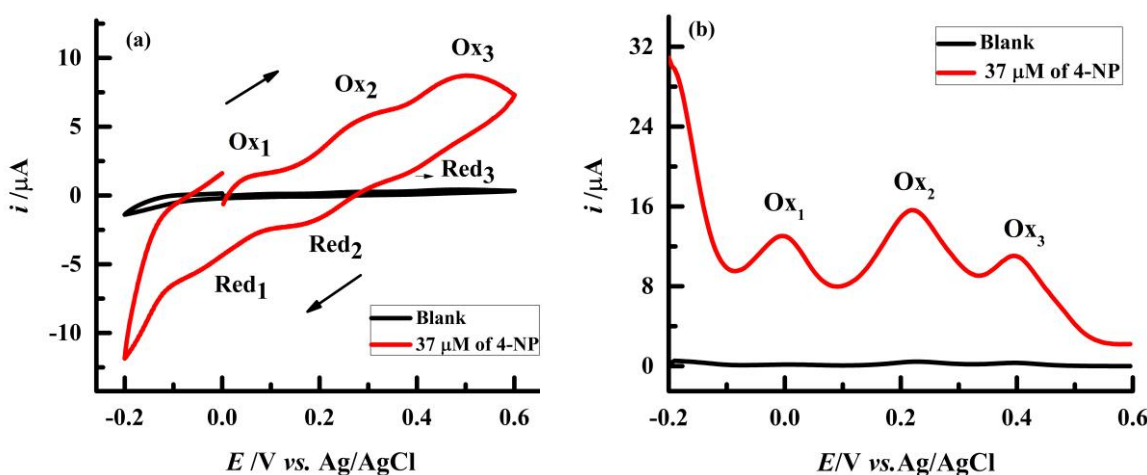 (a)
Ox3
Ox2
Ox1
Red3
Red2
Red1
Blank
37 μM of 4-NP
10
5
0
-5
-10
i /μA
-0.2
0.0
0.2
0.4
0.6
E /V vs. Ag/AgCl
(b)
Blank
37 μM of 4-NP
Ox1
Ox2
Ox3
32
24
16
8
0
i/μA
-0.2
0.0
0.2
0.4
0.6
E/V vs.Ag/AgCl